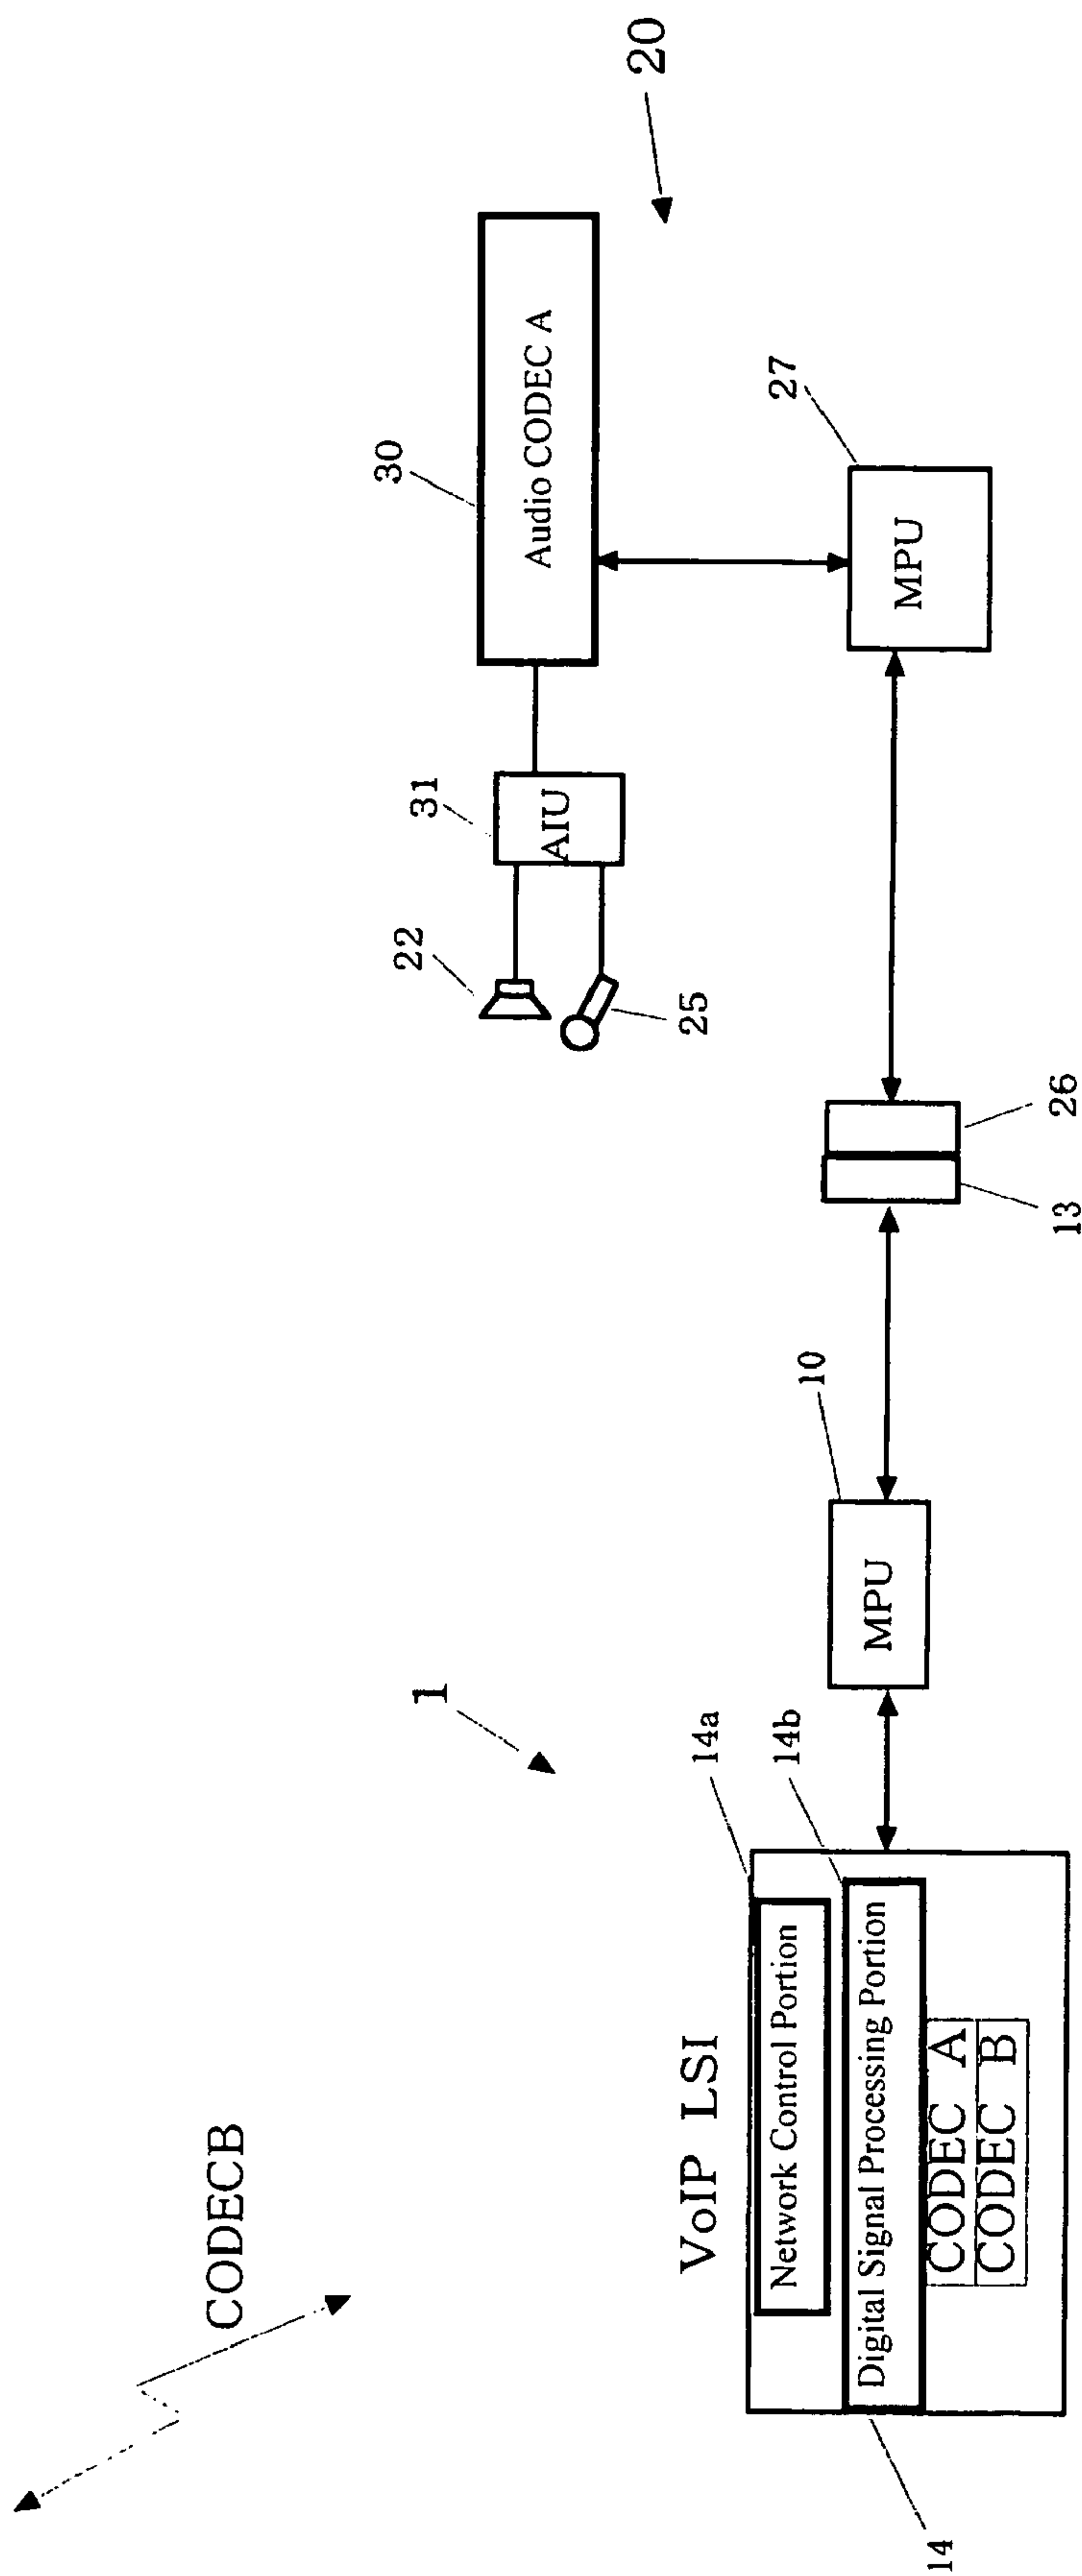 CODECB
1
VoIP LSI
14a
Network Control Portion
14b
Digital Signal Processing Portion
CODEC A
CODEC B
14
10
MPU
13
26
22
25
31
AIU
30
Audio CODEC A
27
MPU
20